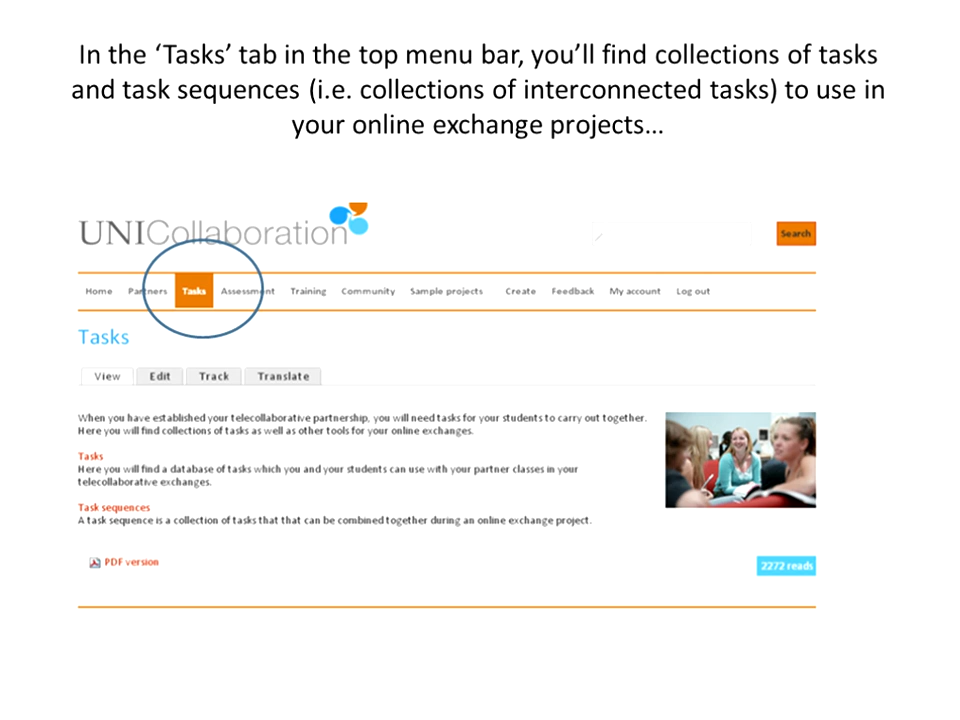 In the ‘Tasks’ tab in the top menu bar, you’ll find collections of tasks
and task sequences (i.e. collections of interconnected tasks) to use in
your online exchange projects…
UNICollaboration
Search
Home Partners Tasks Assessment Training Community Sample projects Create Feedback My account Log out
Tasks
View Edit Track Translate
When you have established your telecollaborative partnership, you will need tasks for your students to carry out together.
Here you will find collections of tasks as well as other tools for your online exchanges.
Tasks
Here you will find a database of tasks which you and your students can use with your partner classes in your
telecollaborative exchanges.
Task sequences
A task sequence is a collection of tasks that that can be combined together during an online exchange project.
PDF version
2272 reads